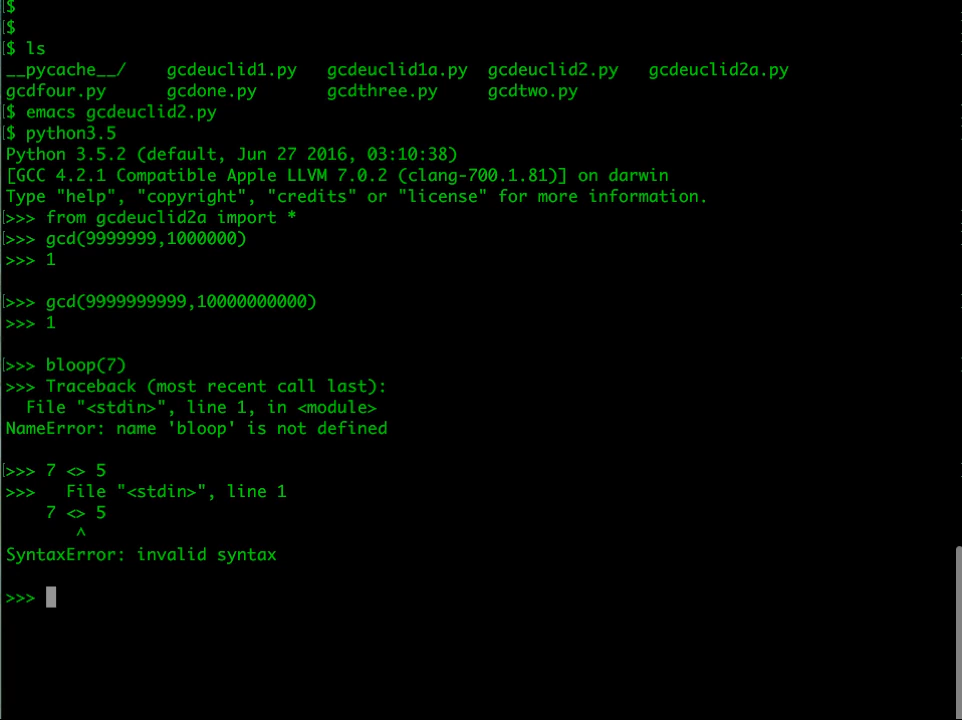 [$
[$
[$ ls
__pycache__/    gcdeuclid1.py   gcdeuclid1a.py  gcdeuclid2.py   gcdeuclid2a.py
gcdfour.py      gcdone.py       gcdthree.py     gcdtwo.py
[$ emacs gcdeuclid2.py
[$ python3.5
Python 3.5.2 (default, Jun 27 2016, 03:10:38)
[GCC 4.2.1 Compatible Apple LLVM 7.0.2 (clang-700.1.81)] on darwin
Type "help", "copyright", "credits" or "license" for more information.
[>>> from gcdeuclid2a import *
[>>> gcd(9999999,1000000)
>>> 1
[>>> gcd(9999999999,10000000000)
>>> 1
[>>> bloop(7)
>>> Traceback (most recent call last):
  File "<stdin>", line 1, in <module>
NameError: name 'bloop' is not defined
[>>> 7 <> 5
>>>   File "<stdin>", line 1
    7 <> 5
       ^
SyntaxError: invalid syntax
>>>